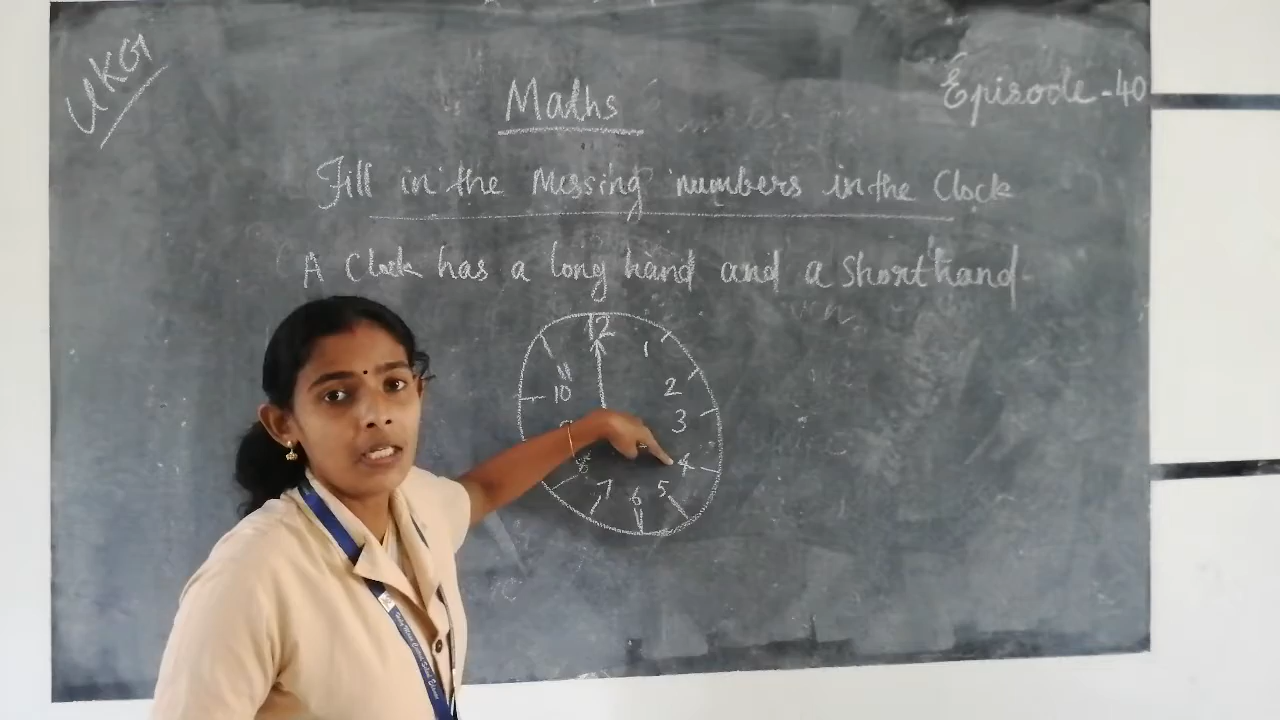 UKG
Episode-40
Maths
Fill in the Missing numbers in the Clock
A Clock has a long hand and a Short hand.
12
11
1
10
2
3
8
4
7
6
5